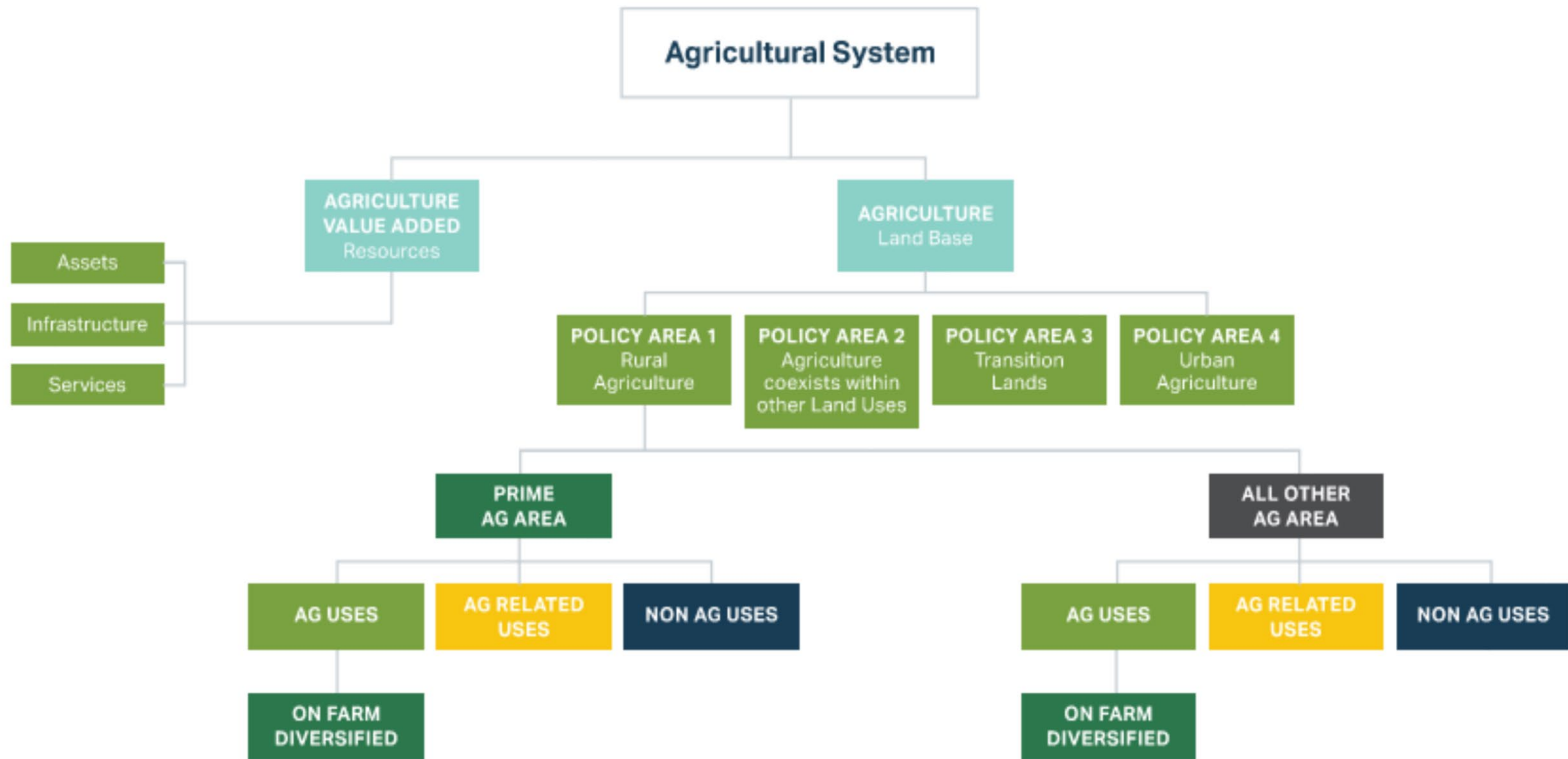 Agricultural System
AGRICULTURE
VALUE ADDED
Resources
AGRICULTURE
Land Base
Assets
Infrastructure
Services
POLICY AREA 1
Rural
Agriculture
POLICY AREA 2
Agriculture
coexists within
other Land Uses
POLICY AREA 3
Transition
Lands
POLICY AREA 4
Urban
Agriculture
PRIME
AG AREA
ALL OTHER
AG AREA
AG USES
AG RELATED
USES
NON AG USES
AG USES
AG RELATED
USES
NON AG USES
ON FARM
DIVERSIFIED
ON FARM
DIVERSIFIED